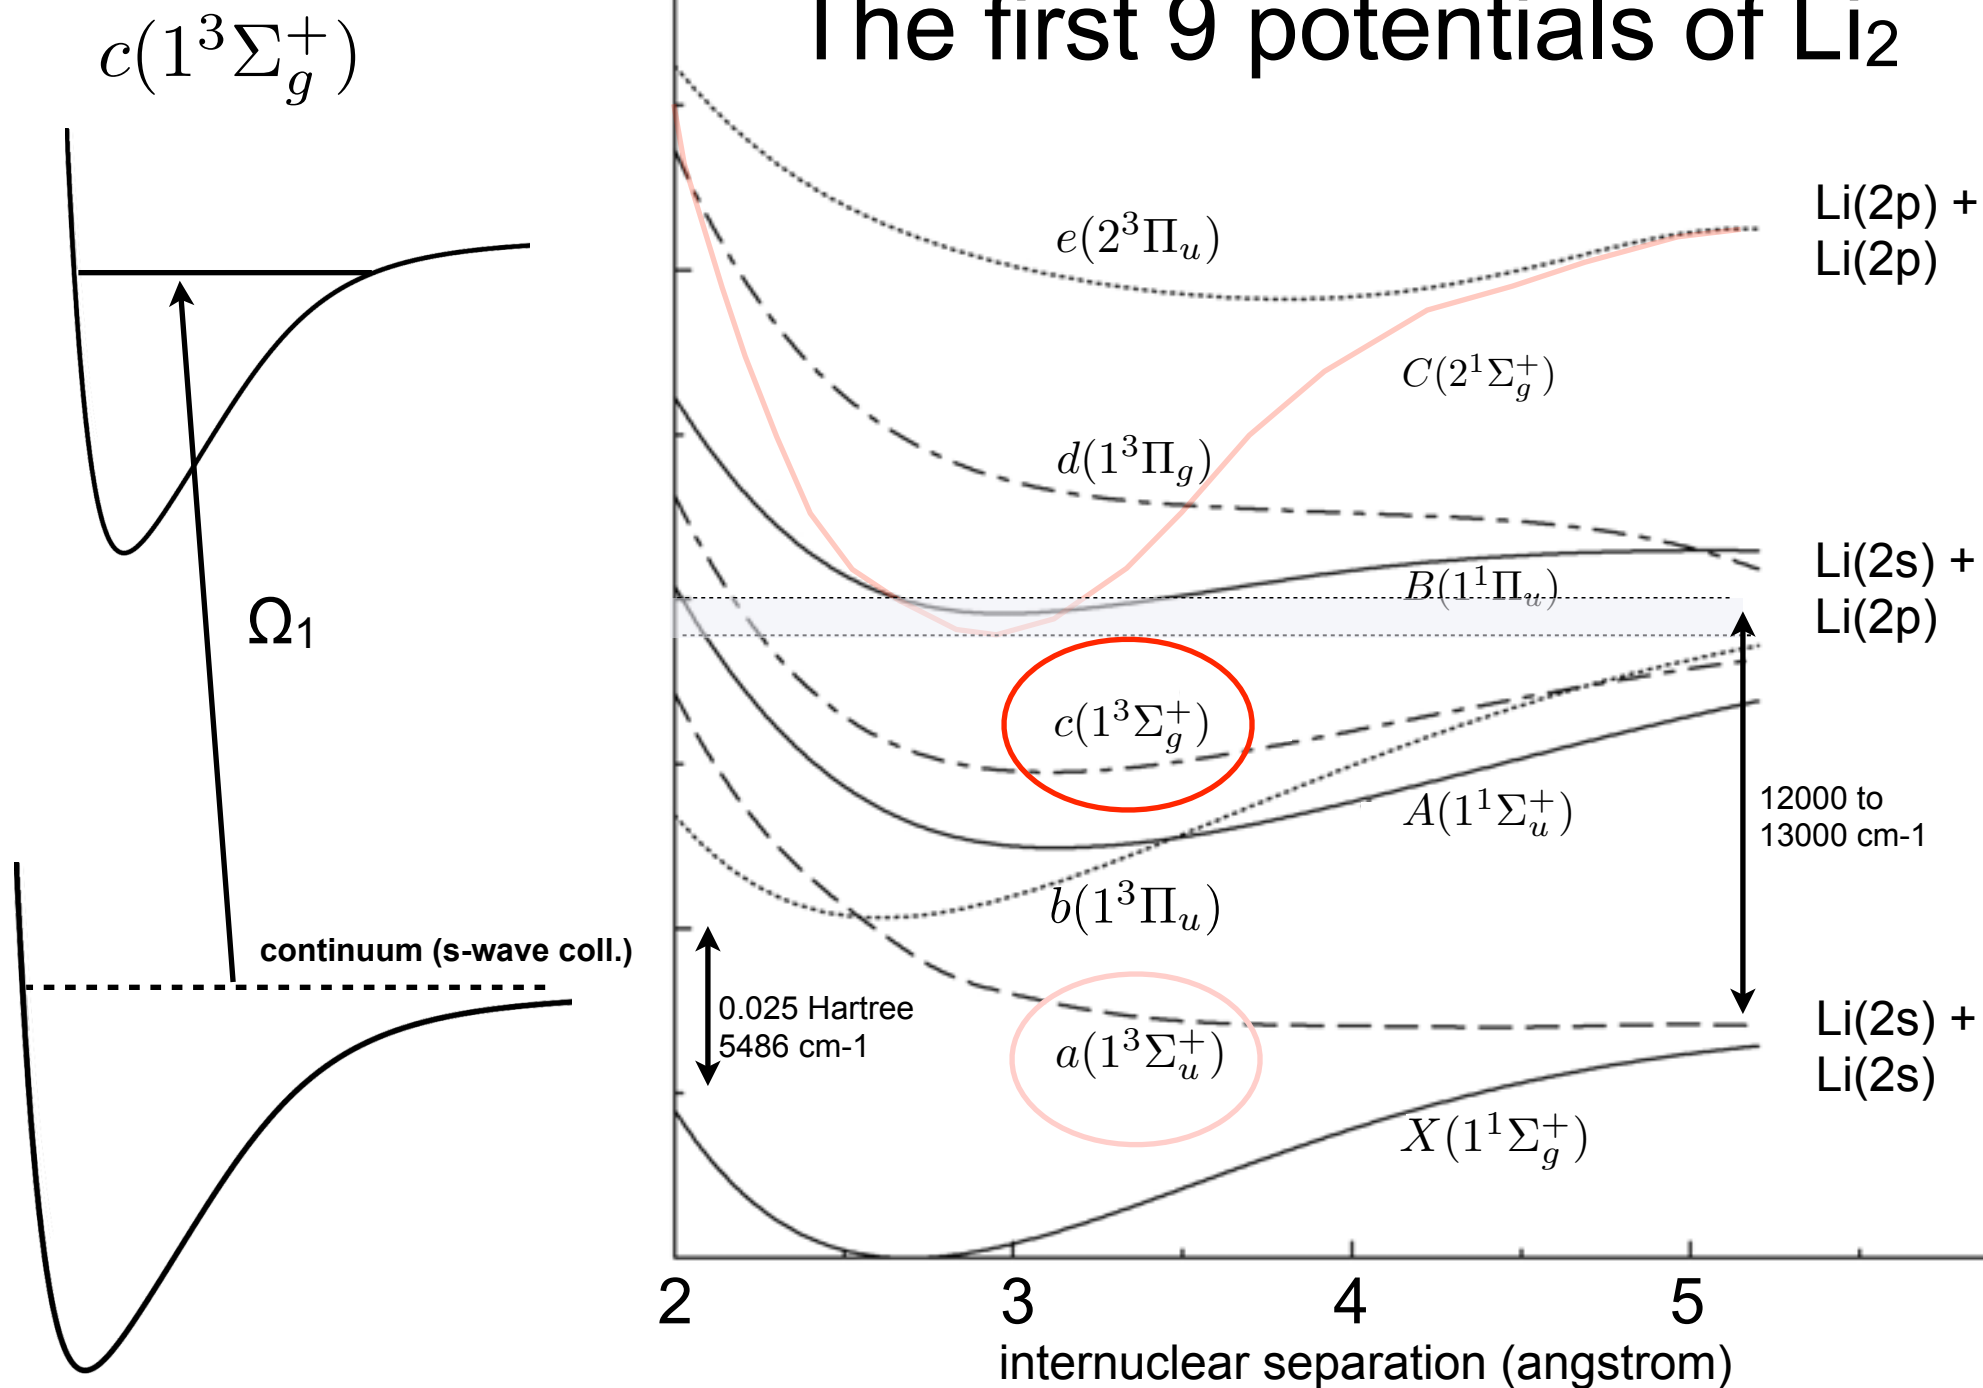 The first 9 potentials of Li₂
c(1³Σg⁺)
e(2³Πu)
Li(2p) +
Li(2p)
C(2¹Σg⁺)
d(1³Πg)
Li(2s) +
Li(2p)
B(1¹Πu)
Ω₁
c(1³Σg⁺)
A(1¹Σu⁺)
12000 to
13000 cm-1
b(1³Πu)
continuum (s-wave coll.)
0.025 Hartree
5486 cm-1
a(1³Σu⁺)
Li(2s) +
Li(2s)
X(1¹Σg⁺)
2 3 4 5
internuclear separation (angstrom)